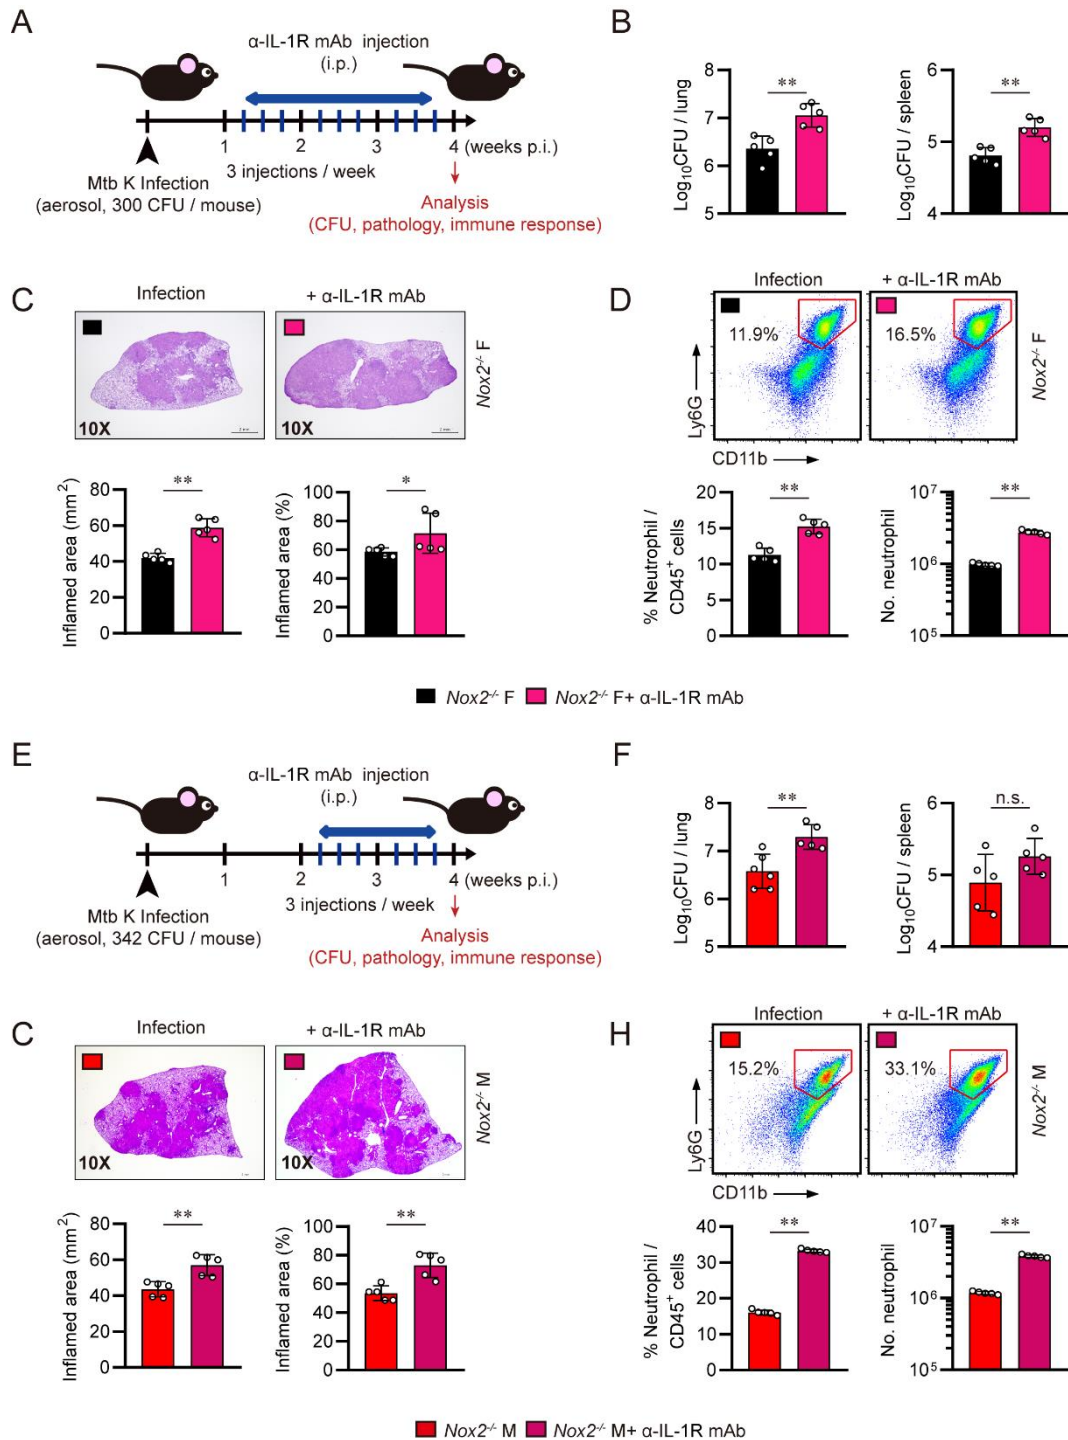 A
α-IL-1R mAb injection
(i.p.)
1
2
3
4 (weeks p.i.)
3 injections / week
Mtb K Infection
(aerosol, 300 CFU / mouse)
Analysis
(CFU, pathology, immune response)
B
Log10CFU / lung
8
7
6
5
**
Log10CFU / spleen
6
5
4
**
C
Infection
+ α-IL-1R mAb
10X
2 mm
10X
2 mm
Nox2-/- F
Inflamed area (mm2)
80
60
40
20
0
**
Inflamed area (%)
100
80
60
40
20
0
*
D
Infection
+ α-IL-1R mAb
11.9%
16.5%
Ly6G
CD11b
Nox2-/- F
% Neutrophil /
CD45+ cells
20
15
10
5
0
**
No. neutrophil
107
106
105
**
Nox2-/- F
Nox2-/- F+ α-IL-1R mAb
E
α-IL-1R mAb injection
(i.p.)
1
2
3
4 (weeks p.i.)
3 injections / week
Mtb K Infection
(aerosol, 342 CFU / mouse)
Analysis
(CFU, pathology, immune response)
F
Log10CFU / lung
8
7
6
5
**
Log10CFU / spleen
6
5
4
n.s.
C
Infection
+ α-IL-1R mAb
10X
10X
Nox2-/- M
Inflamed area (mm2)
80
60
40
20
0
**
Inflamed area (%)
100
80
60
40
20
0
**
H
Infection
+ α-IL-1R mAb
15.2%
33.1%
Ly6G
CD11b
Nox2-/- M
% Neutrophil /
CD45+ cells
40
30
20
10
0
**
No. neutrophil
107
106
105
**
Nox2-/- M
Nox2-/- M+ α-IL-1R mAb